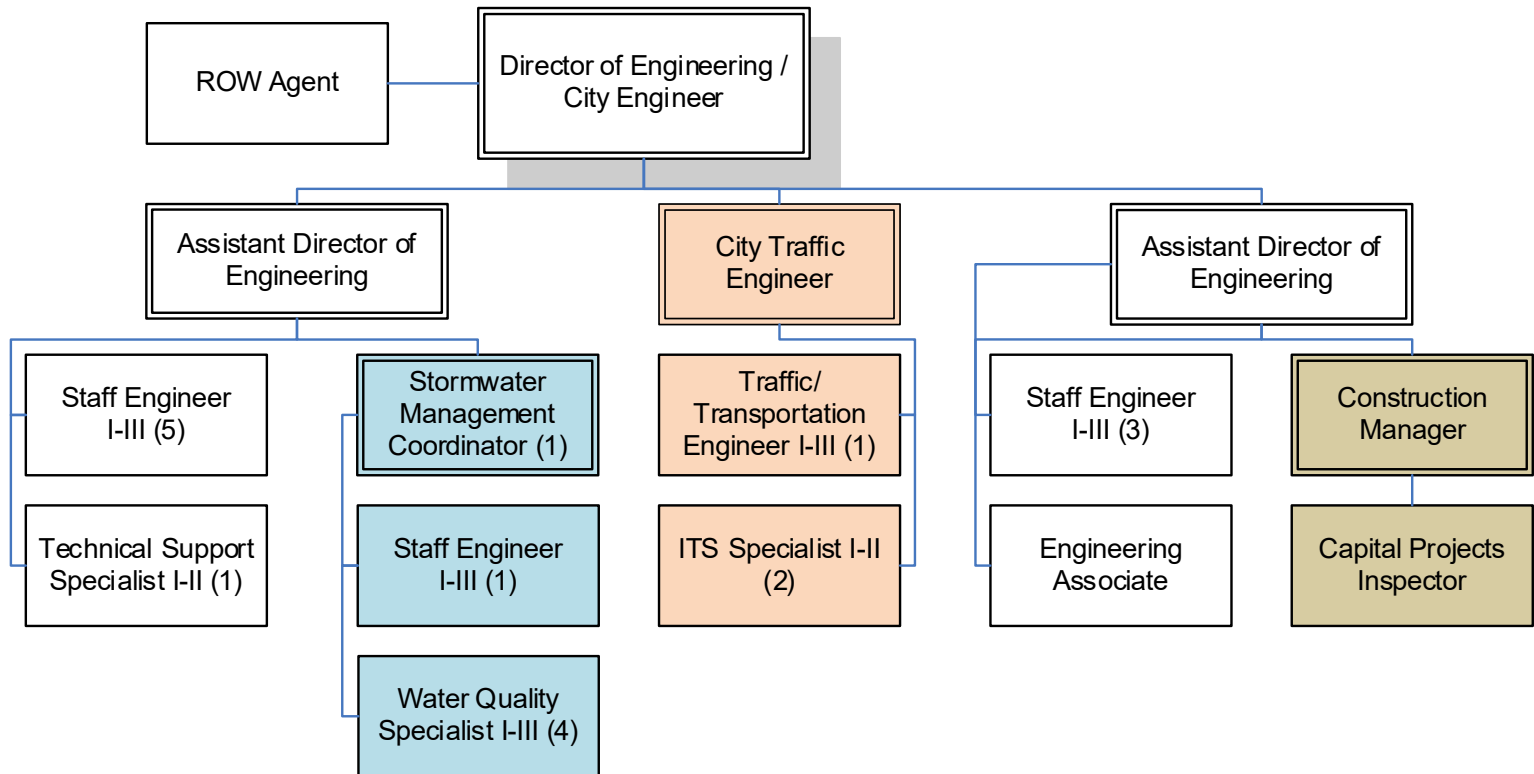 ROW Agent
Director of Engineering /
City Engineer
Assistant Director of
Engineering
City Traffic
Engineer
Assistant Director of
Engineering
Staff Engineer
I-III (5)
Stormwater
Management
Coordinator (1)
Traffic/
Transportation
Engineer I-III (1)
Staff Engineer
I-III (3)
Construction
Manager
Technical Support
Specialist I-II (1)
Staff Engineer
I-III (1)
ITS Specialist I-II
(2)
Engineering
Associate
Capital Projects
Inspector
Water Quality
Specialist I-III (4)